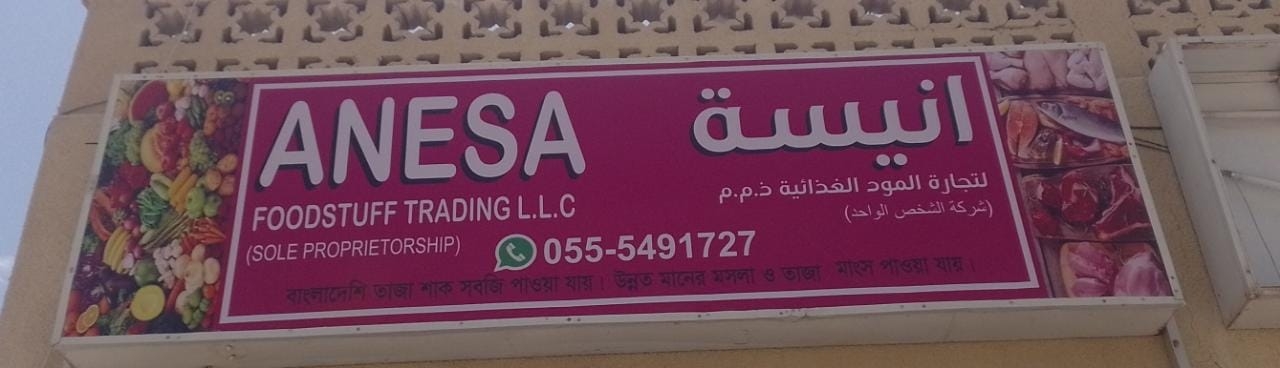 ANESA
انيسة
FOODSTUFF TRADING L.L.C
لتجارة المود الغذائية ذ.م.م
(SOLE PROPRIETORSHIP)
(شركة الشخص الواحد)
055-5491727
বাংলাদেশি তাজা শাক সবজি পাওয়া যায়। উন্নত মানের মসলা ও তাজা মাংস পাওয়া যায়।